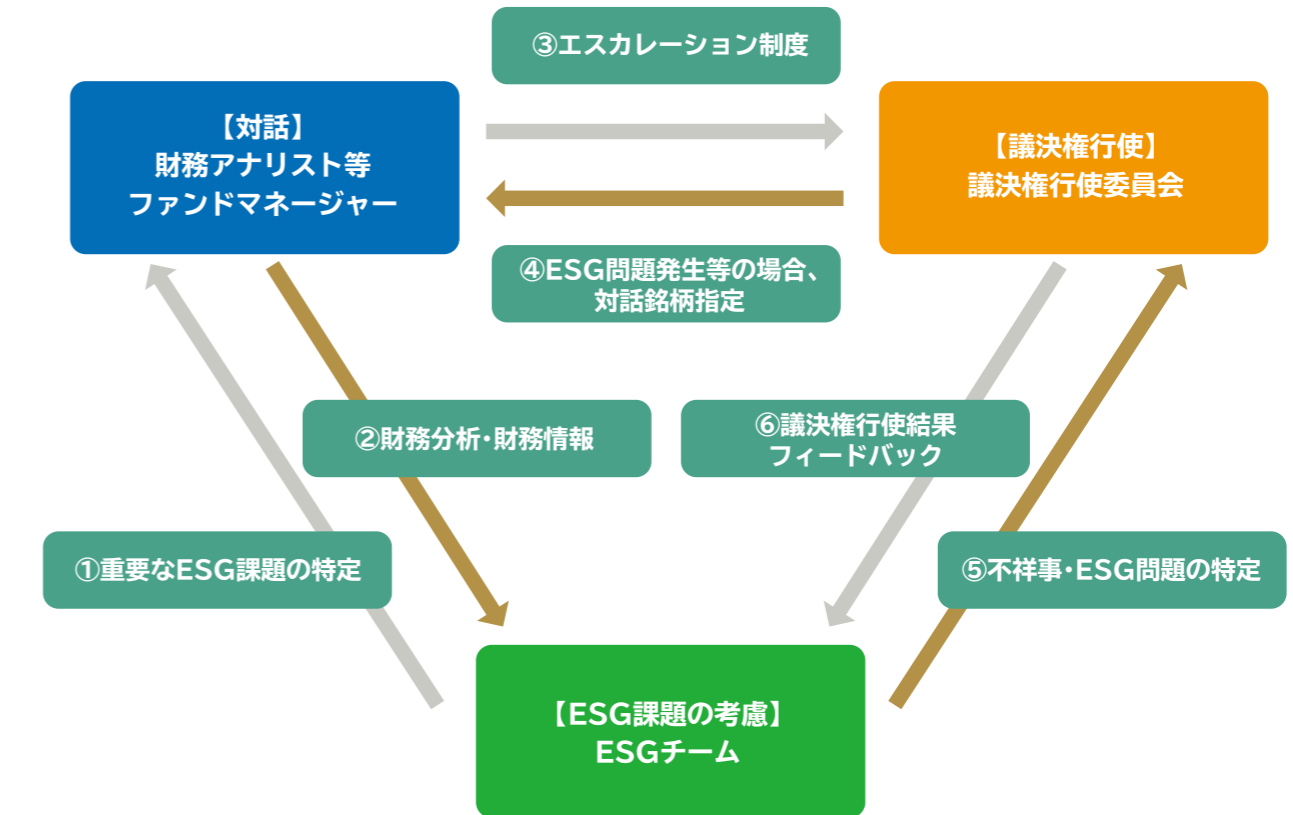 ③エスカレーション制度
【対話】
財務アナリスト等
ファンドマネージャー
【議決権行使】
議決権行使委員会
④ESG問題発生等の場合、
対話銘柄指定
②財務分析・財務情報
⑥議決権行使結果
フィードバック
①重要なESG課題の特定
⑤不祥事・ESG問題の特定
【ESG課題の考慮】
ESGチーム